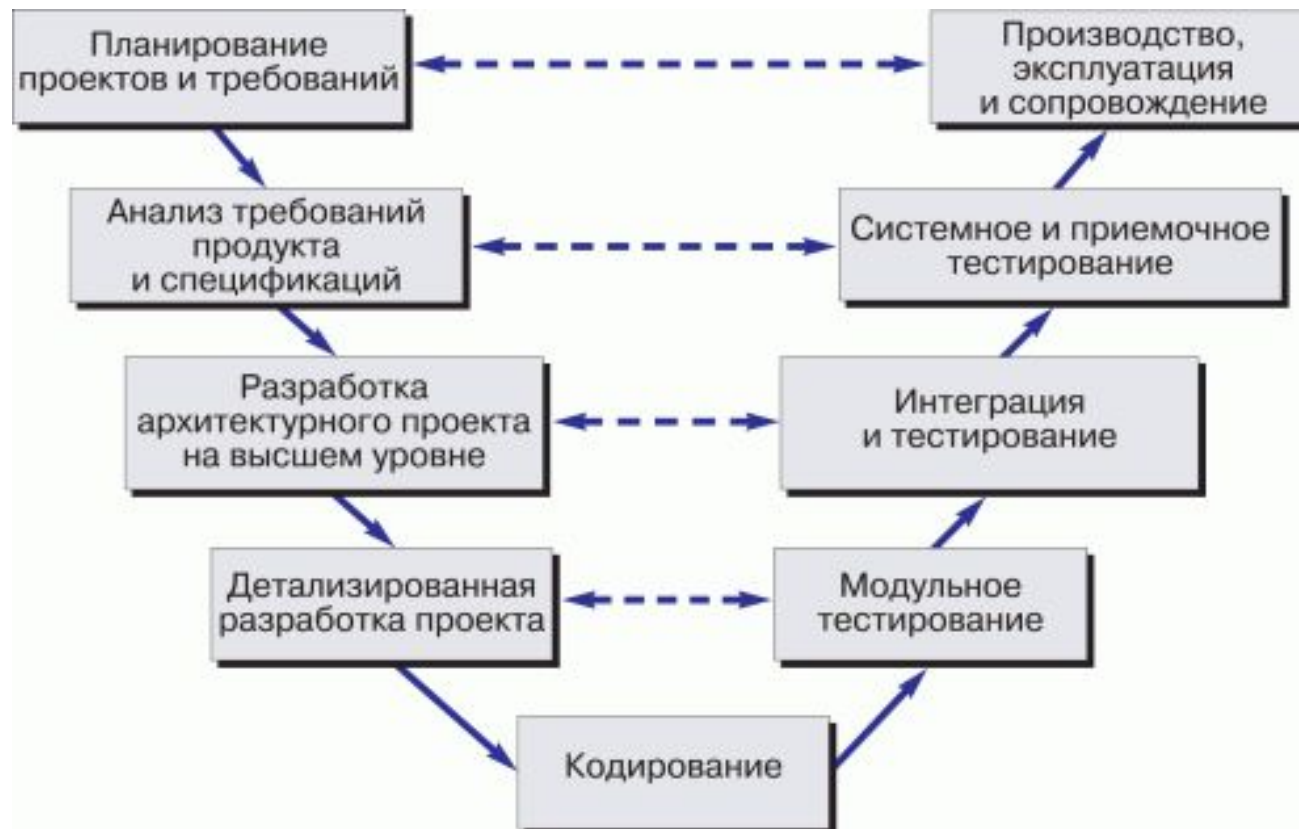 Планирование
проектов и требований
Производство,
эксплуатация
и сопровождение
Анализ требований
продукта
и спецификаций
Системное и приемочное
тестирование
Разработка
архитектурного проекта
на высшем уровне
Интеграция
и тестирование
Детализированная
разработка проекта
Модульное
тестирование
Кодирование